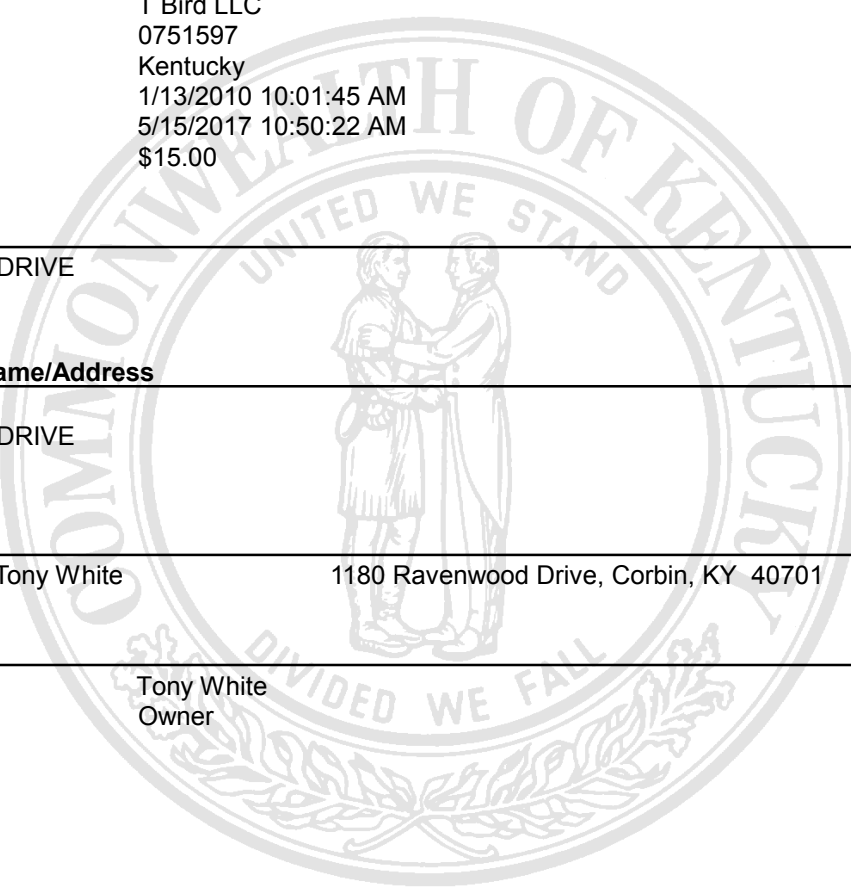 T Bird LLC
0751597
Kentucky
1/13/2010 10:01:45 AM
5/15/2017 10:50:22 AM
$15.00
DRIVE
ame/Address
DRIVE
Tony White 1180 Ravenwood Drive, Corbin, KY 40701
Tony White
Owner
COMMONWEALTH OF KENTUCKY
UNITED WE STAND
DIVIDED WE FALL